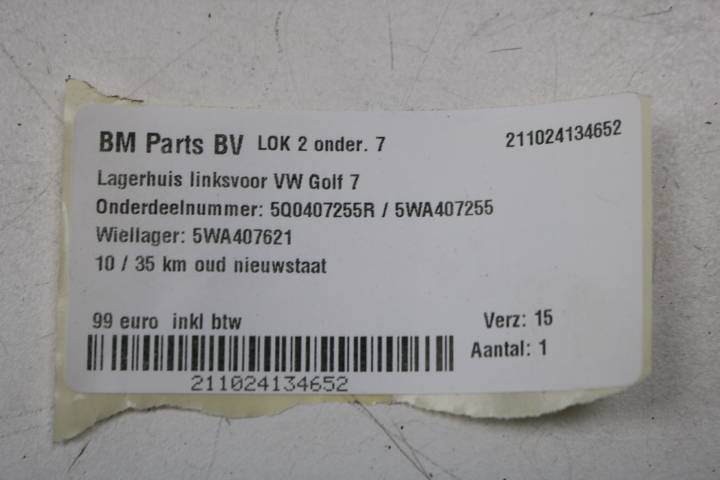 BM Parts BV LOK 2 onder. 7 211024134652
Lagerhuis linksvoor VW Golf 7
Onderdeelnummer: 5Q0407255R / 5WA407255
Wiellager: 5WA407621
10 / 35 km oud nieuwstaat
99 euro inkl btw Verz: 15
Aantal: 1
211024134652